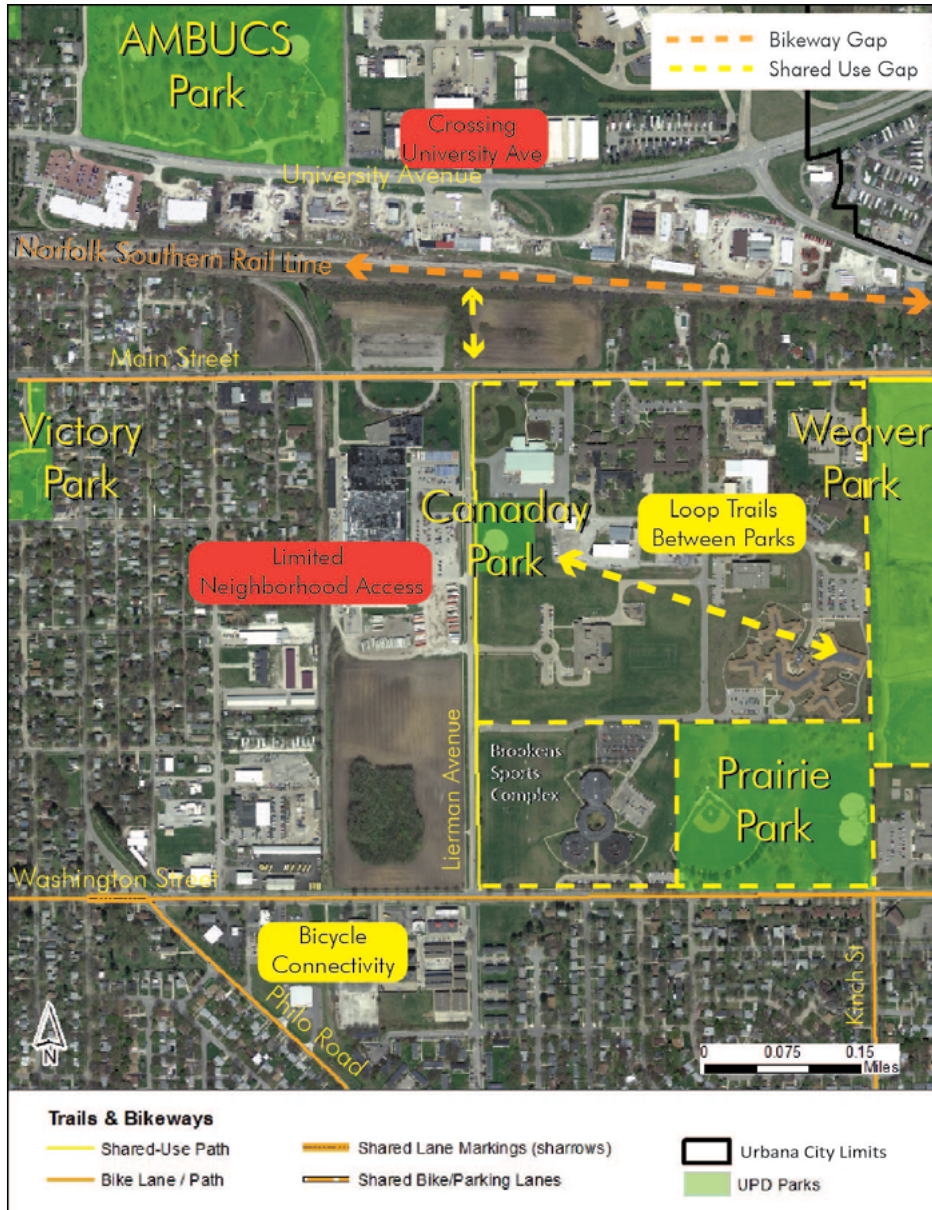 AMBUCS
Park
Bikeway Gap
Shared Use Gap
Crossing
University Ave
University Avenue
Norfolk Southern Rail Line
Main Street
Victory
Park
Weaver
Park
Canaday
Park
Loop Trails
Between Parks
Limited
Neighborhood Access
Lierman Avenue
Brookens
Sports
Complex
Prairie
Park
Washington Street
Bicycle
Connectivity
Philo Road
Kinch St
N
0 0.075 0.15
Miles
Trails & Bikeways
Shared-Use Path
Bike Lane / Path
Shared Lane Markings (sharrows)
Shared Bike/Parking Lanes
Urbana City Limits
UPD Parks